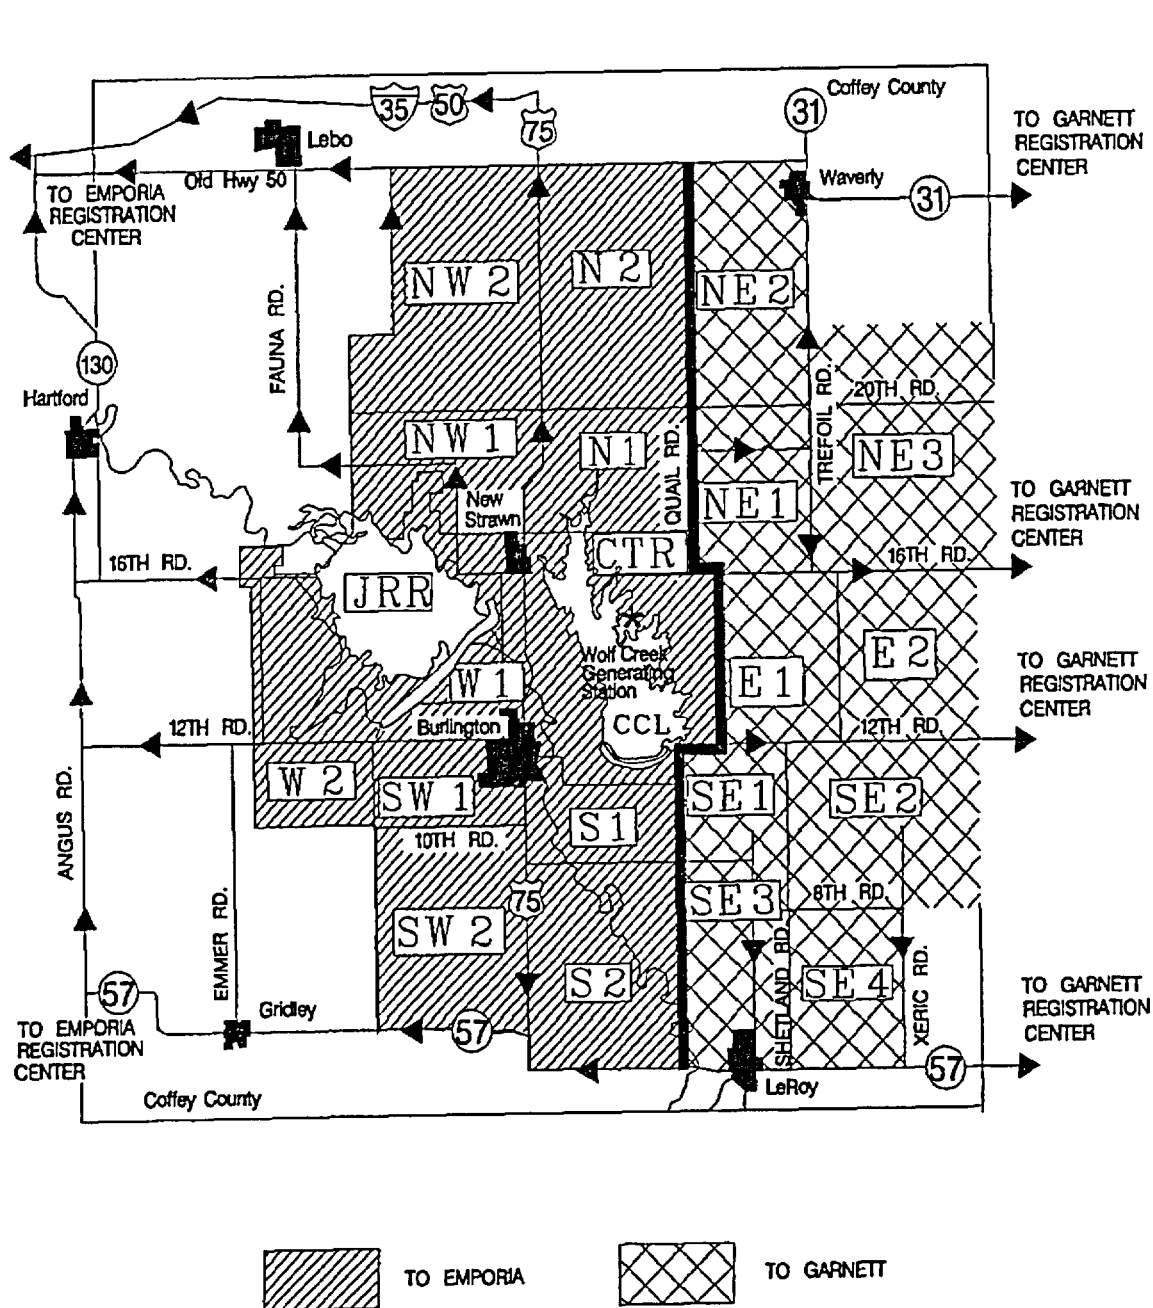 Coffey County
35
50
75
31
TO GARNETT
REGISTRATION
CENTER
Lebo
Old Hwy 50
Waverly
31
TO EMPORIA
REGISTRATION
CENTER
NW 2
N 2
NE 2
FAUNA RD.
130
Hartford
TREFOIL RD.
20TH RD.
NW 1
N 1
QUAIL RD.
NE 3
NE 1
New
Strawn
TO GARNETT
REGISTRATION
CENTER
CTR
16TH RD.
16TH RD.
JRR
Wolf Creek
Generating
Station
E 2
E 1
W 1
TO GARNETT
REGISTRATION
CENTER
12TH RD.
Burlington
CCL
12TH RD.
ANGUS RD.
W 2
SW 1
SE 1
SE 2
S 1
10TH RD.
EMMER RD.
75
SE 3
8TH RD.
SW 2
S 2
SHETLAND RD.
SE 4
XERIC RD.
57
Gridley
57
TO GARNETT
REGISTRATION
CENTER
TO EMPORIA
REGISTRATION
CENTER
57
LeRoy
Coffey County
TO EMPORIA
TO GARNETT